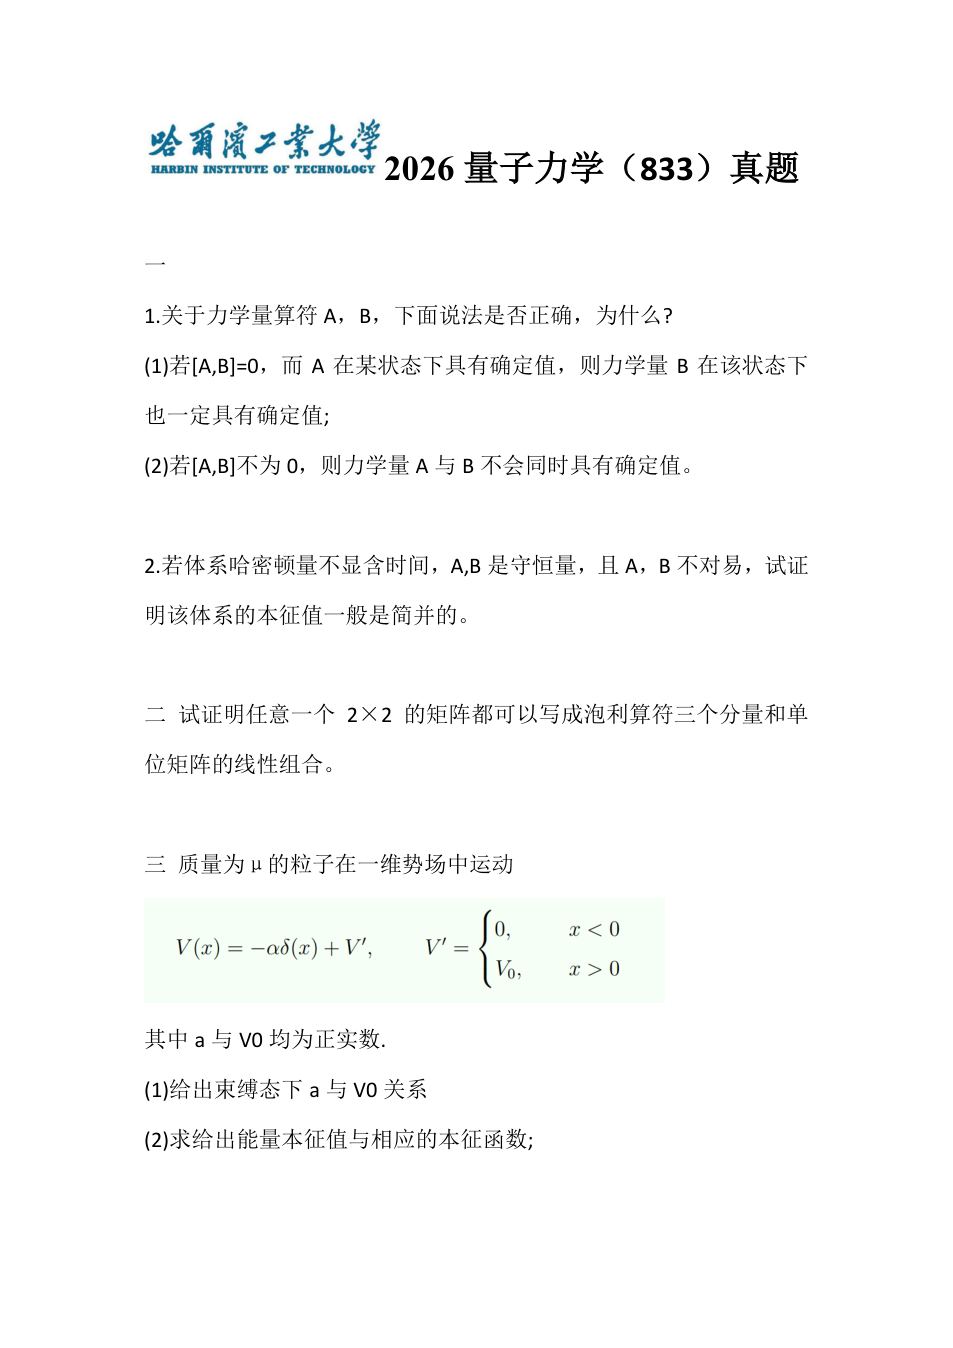 哈爾濱工業大學
HARBIN INSTITUTE OF TECHNOLOGY
2026 量子力学（833）真题
一
1.关于力学量算符 A，B，下面说法是否正确，为什么?
(1)若[A,B]=0，而 A 在某状态下具有确定值，则力学量 B 在该状态下
也一定具有确定值;
(2)若[A,B]不为 0，则力学量 A 与 B 不会同时具有确定值。
2.若体系哈密顿量不显含时间，A,B 是守恒量，且 A，B 不对易，试证
明该体系的本征值一般是简并的。
二 试证明任意一个 2×2 的矩阵都可以写成泡利算符三个分量和单
位矩阵的线性组合。
三 质量为μ的粒子在一维势场中运动
V(x) = −αδ(x) + V′, V′ = { 0, x < 0
V₀, x > 0
其中 a 与 V0 均为正实数.
(1)给出束缚态下 a 与 V0 关系
(2)求给出能量本征值与相应的本征函数;